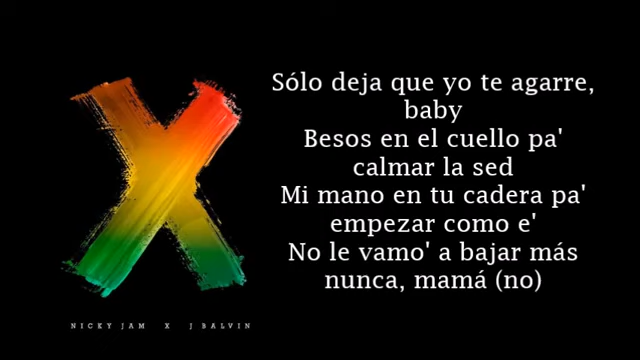 Sólo deja que yo te agarre,
baby
Besos en el cuello pa'
calmar la sed
Mi mano en tu cadera pa'
empezar como e'
No le vamo' a bajar más
nunca, mamá (no)
NICKY JAM X J BALVIN